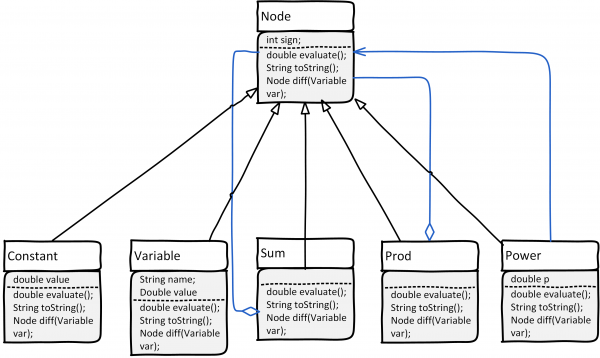 Node
int sign;
double evaluate();
String toString();
Node diff(Variable
var);
Constant
double value
double evaluate();
String toString();
Node diff(Variable
var);
Variable
String name;
Double value
double evaluate();
String toString();
Node diff(Variable
var);
Sum
double evaluate();
String toString();
Node diff(Variable
var);
Prod
double evaluate();
String toString();
Node diff(Variable
var);
Power
double p
double evaluate();
String toString();
Node diff(Variable
var);